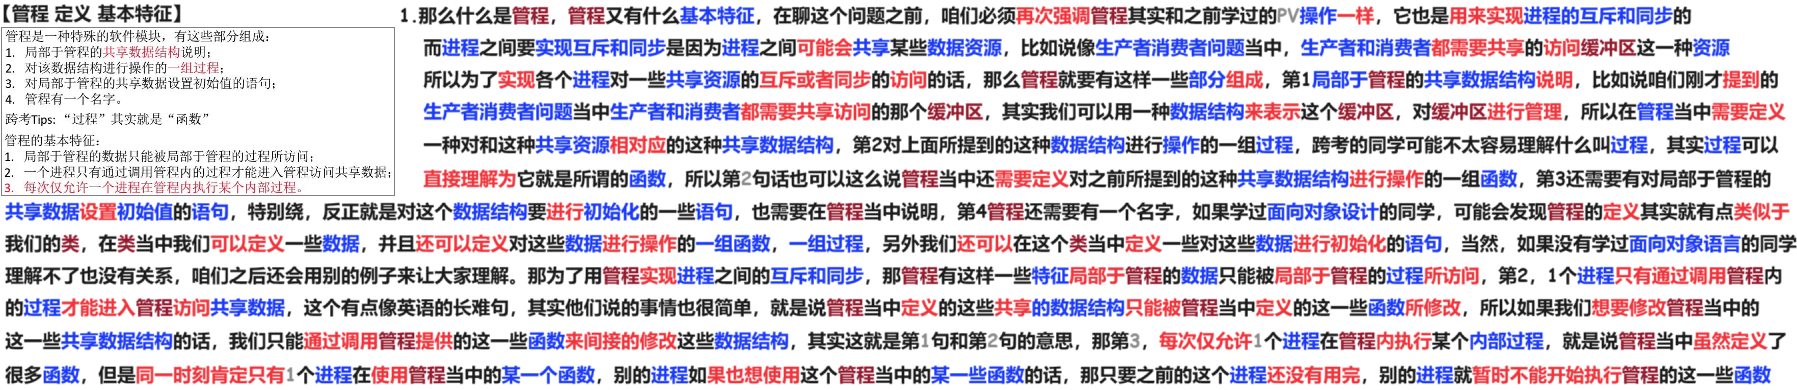 【管程 定义 基本特征】
管程是一种特殊的软件模块，有这些部分组成：
1. 局部于管程的共享数据结构说明；
2. 对该数据结构进行操作的一组过程；
3. 对局部于管程的共享数据设置初始值的语句；
4. 管程有一个名字。
跨考Tips: “过程”其实就是“函数”
管程的基本特征：
1. 局部于管程的数据只能被局部于管程的过程所访问；
2. 一个进程只有通过调用管程内的过程才能进入管程访问共享数据；
3. 每次仅允许一个进程在管程内执行某个内部过程。
1.那么什么是管程，管程又有什么基本特征，在聊这个问题之前，咱们必须再次强调管程其实和之前学过的PV操作一样，它也是用来实现进程的互斥和同步的
而进程之间要实现互斥和同步是因为进程之间可能会共享某些数据资源，比如说像生产者消费者问题当中，生产者和消费者都需要共享的访问缓冲区这一种资源
所以为了实现各个进程对一些共享资源的互斥或者同步的访问的话，那么管程就要有这样一些部分组成，第1局部于管程的共享数据结构说明，比如说咱们刚才提到的
生产者消费者问题当中生产者和消费者都需要共享访问的那个缓冲区，其实我们可以用一种数据结构来表示这个缓冲区，对缓冲区进行管理，所以在管程当中需要定义
一种对和这种共享资源相对应的这种共享数据结构，第2对上面所提到的这种数据结构进行操作的一组过程，跨考的同学可能不太容易理解什么叫过程，其实过程可以
直接理解为它就是所谓的函数，所以第2句话也可以这么说管程当中还需要定义对之前所提到的这种共享数据结构进行操作的一组函数，第3还需要有对局部于管程的
共享数据设置初始值的语句，特别绕，反正就是对这个数据结构要进行初始化的一些语句，也需要在管程当中说明，第4管程还需要有一个名字，如果学过面向对象设计的同学，可能会发现管程的定义其实就有点类似于
我们的类，在类当中我们可以定义一些数据，并且还可以定义对这些数据进行操作的一组函数，一组过程，另外我们还可以在这个类当中定义一些对这些数据进行初始化的语句，当然，如果没有学过面向对象语言的同学
理解不了也没有关系，咱们之后还会用别的例子来让大家理解。那为了用管程实现进程之间的互斥和同步，那管程有这样一些特征局部于管程的数据只能被局部于管程的过程所访问，第2，1个进程只有通过调用管程内
的过程才能进入管程访问共享数据，这个有点像英语的长难句，其实他们说的事情也很简单，就是说管程当中定义的这些共享的数据结构只能被管程当中定义的这一些函数所修改，所以如果我们想要修改管程当中的
这一些共享数据结构的话，我们只能通过调用管程提供的这一些函数来间接的修改这些数据结构，其实这就是第1句和第2句的意思，那第3，每次仅允许1个进程在管程内执行某个内部过程，就是说管程当中虽然定义了
很多函数，但是同一时刻肯定只有1个进程在使用管程当中的某一个函数，别的进程如果也想使用这个管程当中的某一些函数的话，那只要之前的这个进程还没有用完，别的进程就暂时不能开始执行管程的这一些函数